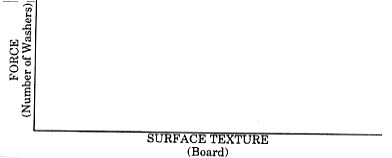 FORCE
(Number of Washers)
SURFACE TEXTURE
(Board)